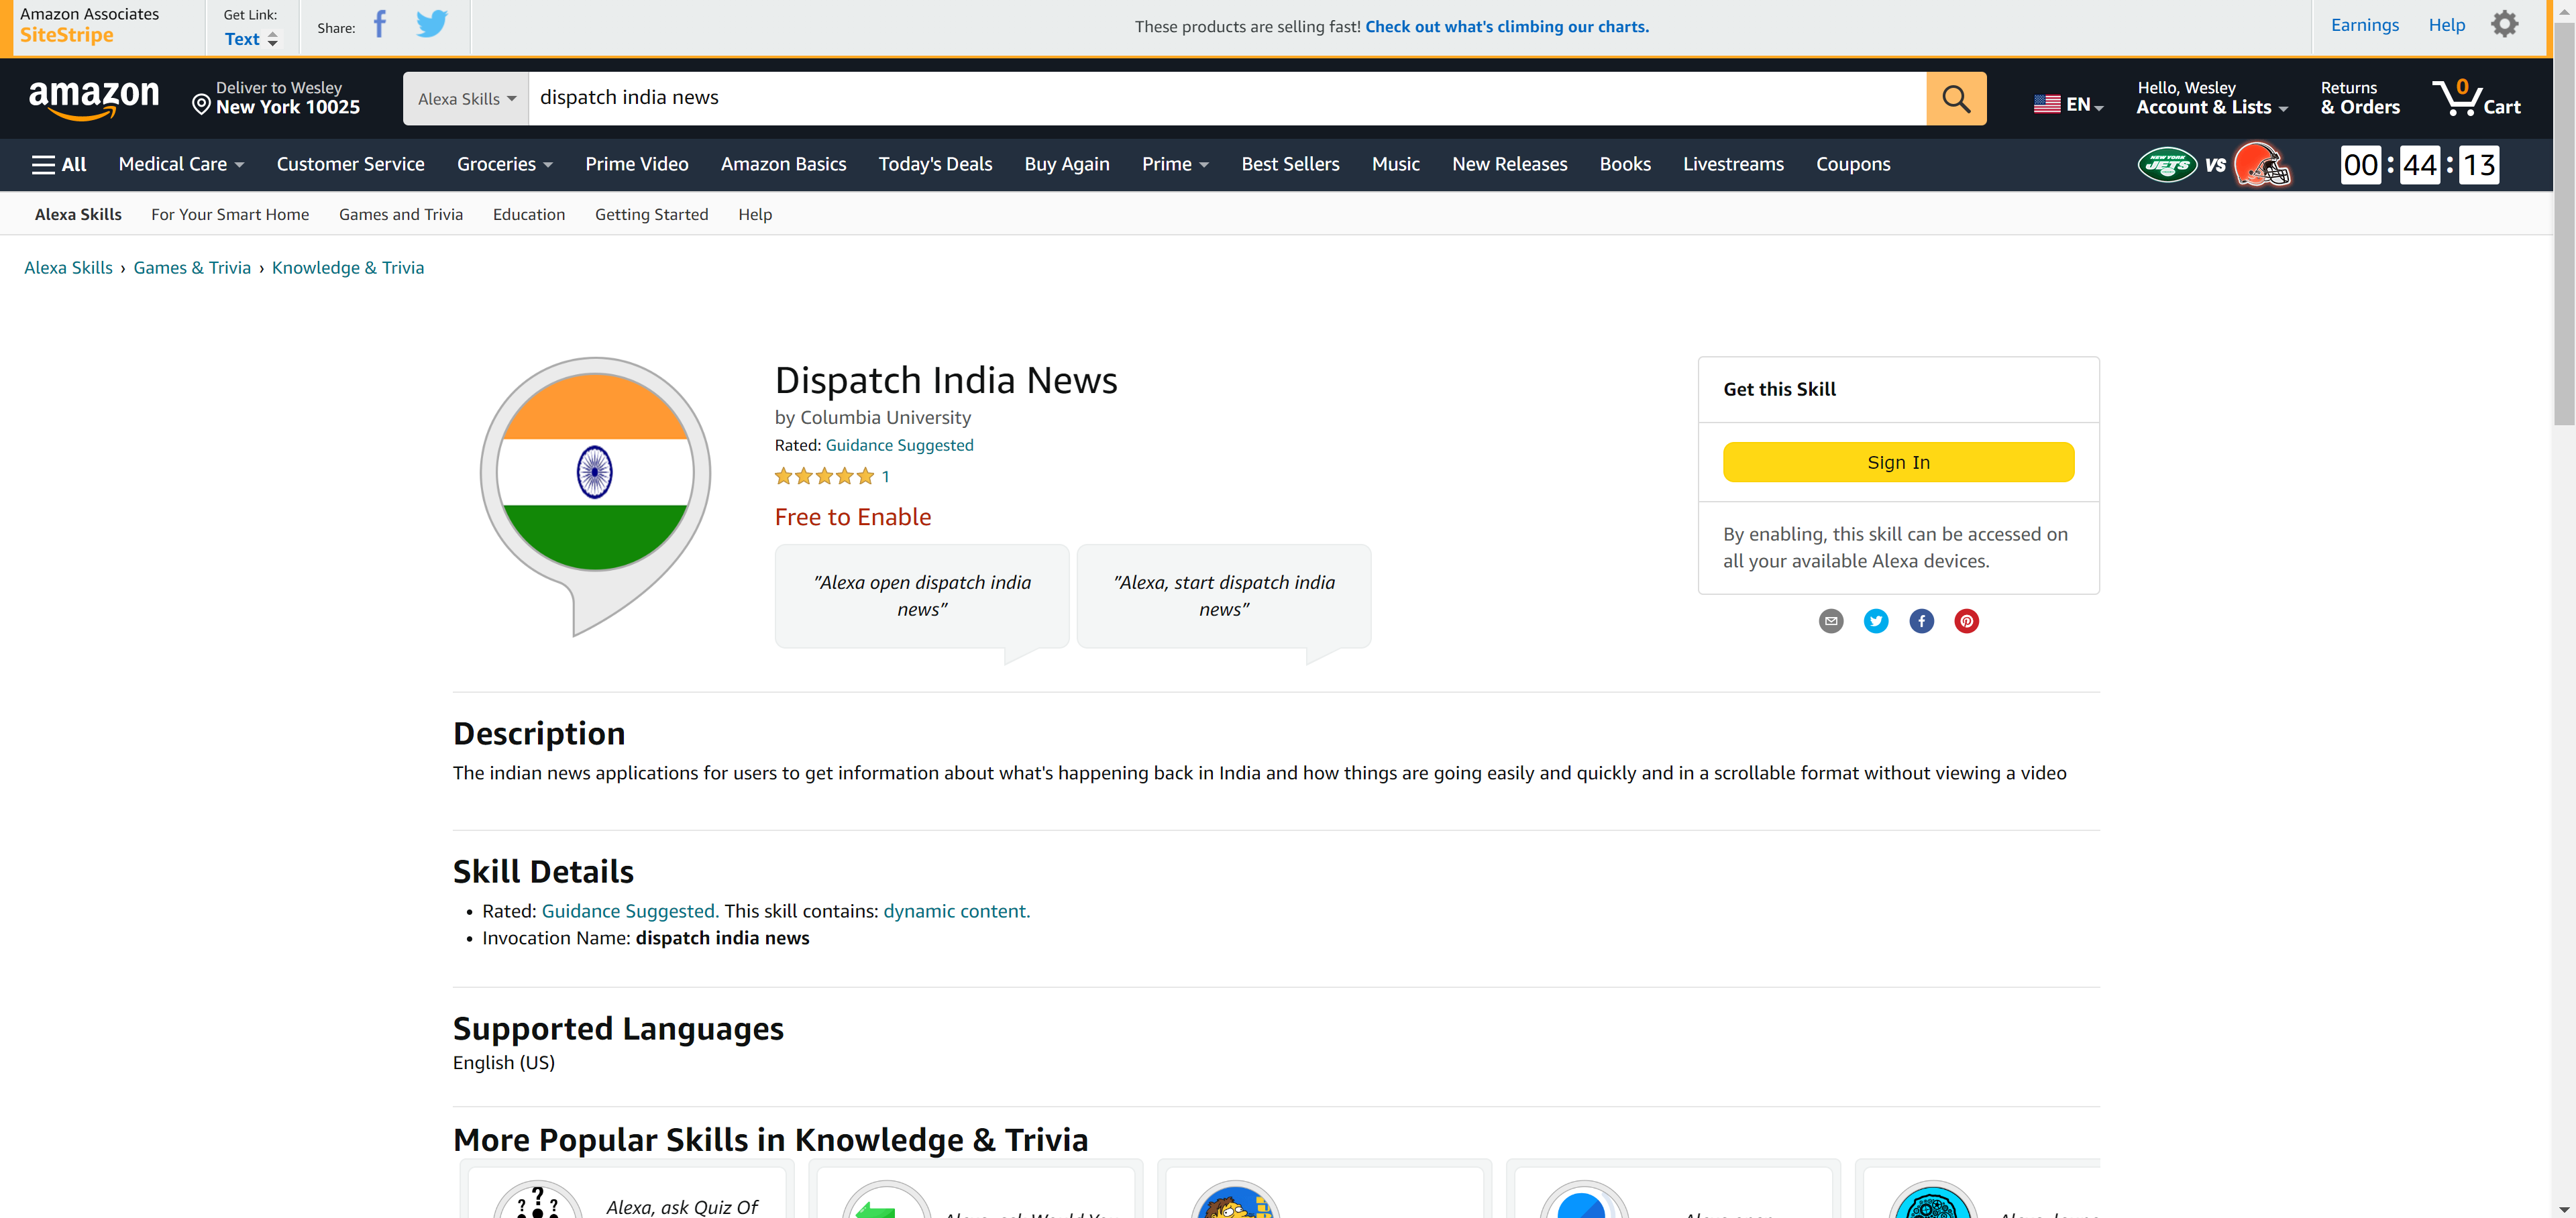 Amazon Associates
SiteStripe
Get Link:
Text
Share:
These products are selling fast! Check out what's climbing our charts.
Earnings
Help
amazon
Deliver to Wesley
New York 10025
Alexa Skills
dispatch india news
EN
Hello, Wesley
Account & Lists
Returns
& Orders
0
Cart
All
Medical Care
Customer Service
Groceries
Prime Video
Amazon Basics
Today's Deals
Buy Again
Prime
Best Sellers
Music
New Releases
Books
Livestreams
Coupons
NEW YORK
JETS
VS
00 : 44 : 13
Alexa Skills
For Your Smart Home
Games and Trivia
Education
Getting Started
Help
Alexa Skills › Games & Trivia › Knowledge & Trivia
Dispatch India News
by Columbia University
Rated: Guidance Suggested
1
Free to Enable
"Alexa open dispatch india
news"
"Alexa, start dispatch india
news"
Get this Skill
Sign In
By enabling, this skill can be accessed on
all your available Alexa devices.
Description
The indian news applications for users to get information about what's happening back in India and how things are going easily and quickly and in a scrollable format without viewing a video
Skill Details
• Rated: Guidance Suggested. This skill contains: dynamic content.
• Invocation Name: dispatch india news
Supported Languages
English (US)
More Popular Skills in Knowledge & Trivia
Alexa, ask Quiz Of